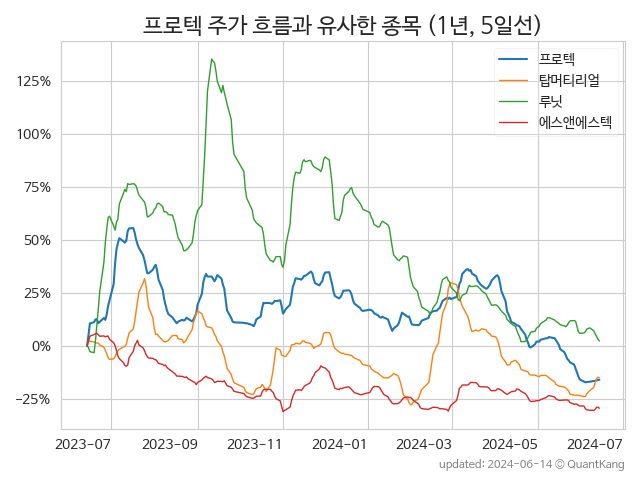 프로텍 주가 흐름과 유사한 종목 (1년, 5일선)
프로텍
탑머티리얼
루닛
에스앤에스텍
125%
100%
75%
50%
25%
0%
−25%
2023-07 2023-09 2023-11 2024-01 2024-03 2024-05 2024-07
updated: 2024-06-14 © QuantKang